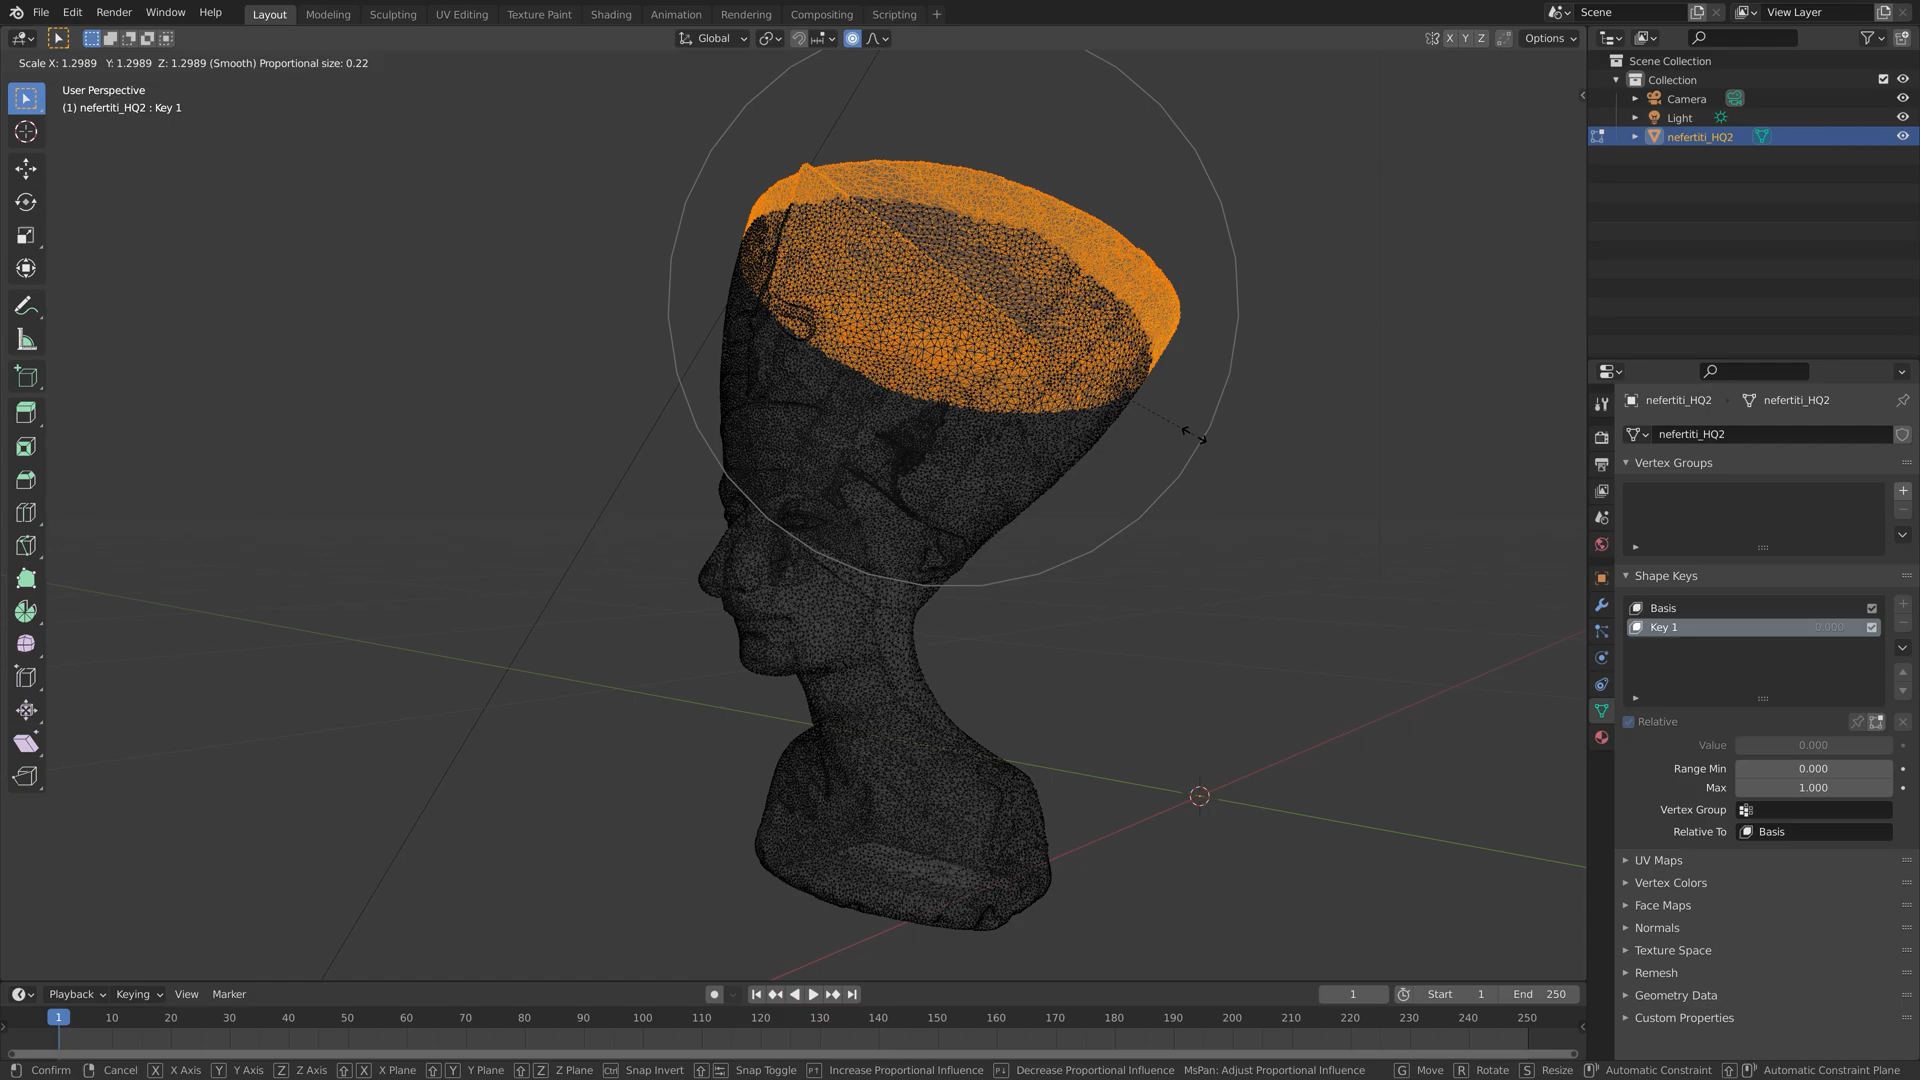 File Edit Render Window Help Layout Modeling Sculpting UV Editing Texture Paint Shading Animation Rendering Compositing Scripting + Scene View Layer
Global X Y Z Options
Scale X: 1.2989 Y: 1.2989 Z: 1.2989 (Smooth) Proportional size: 0.22
User Perspective
(1) nefertiti_HQ2 : Key 1
Scene Collection
Collection
Camera
Light
nefertiti_HQ2
nefertiti_HQ2 nefertiti_HQ2
nefertiti_HQ2
Vertex Groups
Shape Keys
Basis
Key 1 0.000
Relative
Value 0.000
Range Min 0.000
Max 1.000
Vertex Group
Relative To Basis
UV Maps
Vertex Colors
Face Maps
Normals
Texture Space
Remesh
Geometry Data
Custom Properties
Playback Keying View Marker 1 Start 1 End 250
1 10 20 30 40 50 60 70 80 90 100 110 120 130 140 150 160 170 180 190 200 210 220 230 240 250
Confirm Cancel X X Axis Y Y Axis Z Z Axis X X Plane Y Y Plane Z Z Plane Ctrl Snap Invert Snap Toggle P↑ Increase Proportional Influence P↓ Decrease Proportional Influence MsPan: Adjust Proportional Influence G Move R Rotate S Resize Automatic Constraint Automatic Constraint Plane